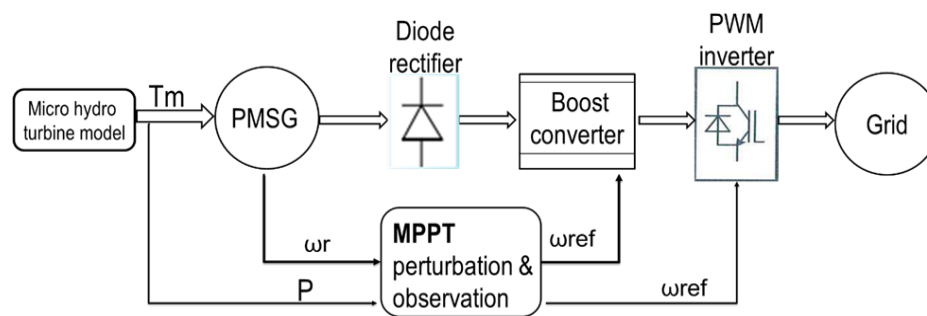 Diode
rectifier
PWM
inverter
Micro hydro
turbine model
Tm
PMSG
Boost
converter
Grid
ωr
MPPT
perturbation &
observation
ωref
P
ωref